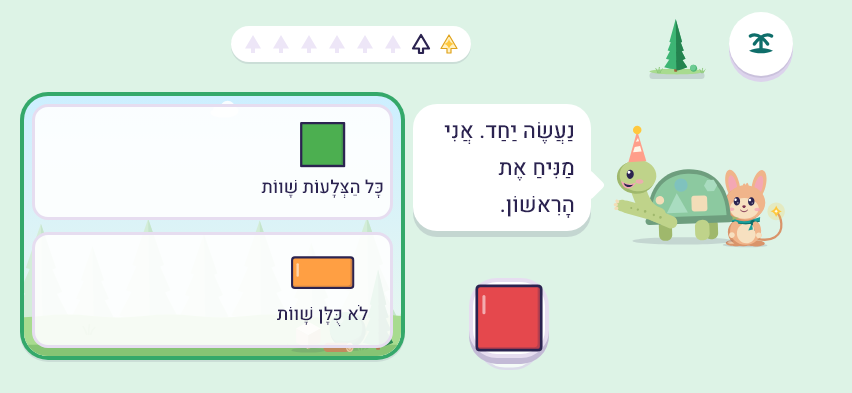 נַעֲשֶׂה יַחַד. אֲנִי
מַנִּיחַ אֶת
הָרִאשׁוֹן.
כׇּל הַצְּלָעוֹת שָׁווֹת
לֹא כֻּלָּן שָׁווֹת